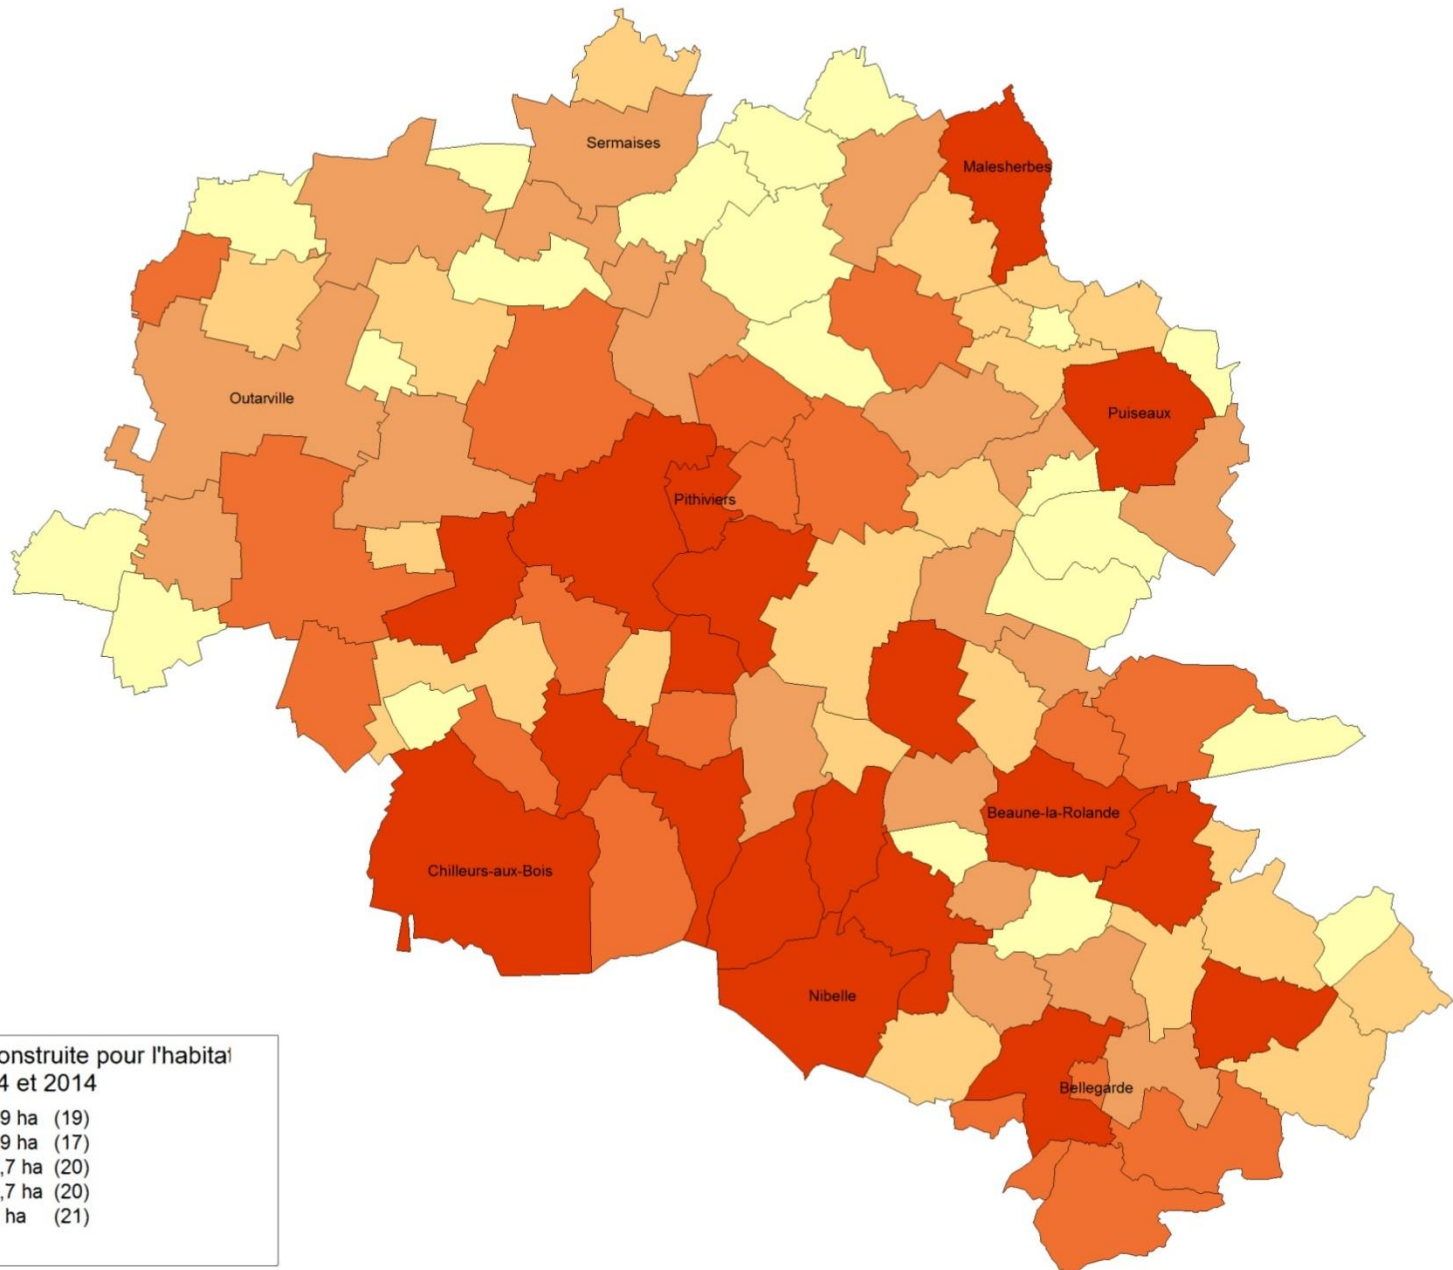 Sermaises
Malesherbes
Outarville
Puiseaux
Pithiviers
Beaune-la-Rolande
Chilleurs-aux-Bois
Nibelle
Bellegarde
onstruite pour l'habitat
4 et 2014
9 ha (19)
9 ha (17)
,7 ha (20)
,7 ha (20)
ha (21)